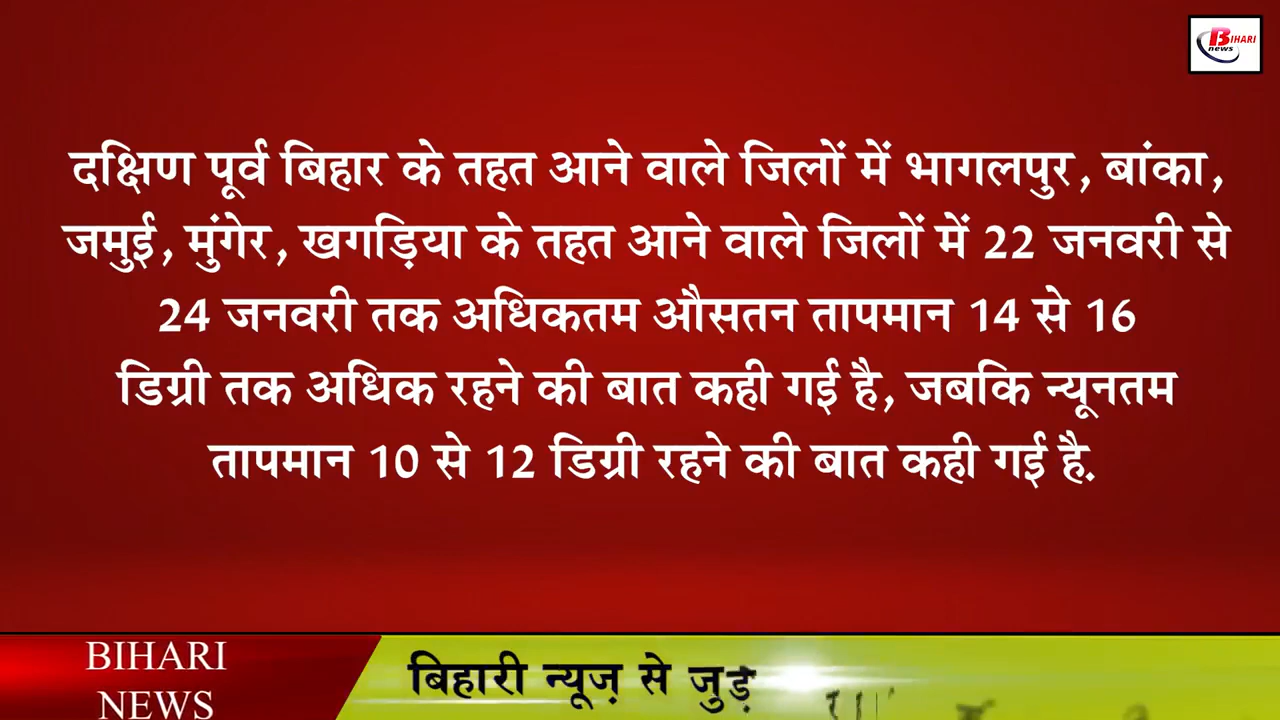 BIHARI
news
दक्षिण पूर्व बिहार के तहत आने वाले जिलों में भागलपुर, बांका,
जमुई, मुंगेर, खगड़िया के तहत आने वाले जिलों में 22 जनवरी से
24 जनवरी तक अधिकतम औसतन तापमान 14 से 16
डिग्री तक अधिक रहने की बात कही गई है, जबकि न्यूनतम
तापमान 10 से 12 डिग्री रहने की बात कही गई है.
BIHARI
NEWS
बिहारी न्यूज़ से जुड़